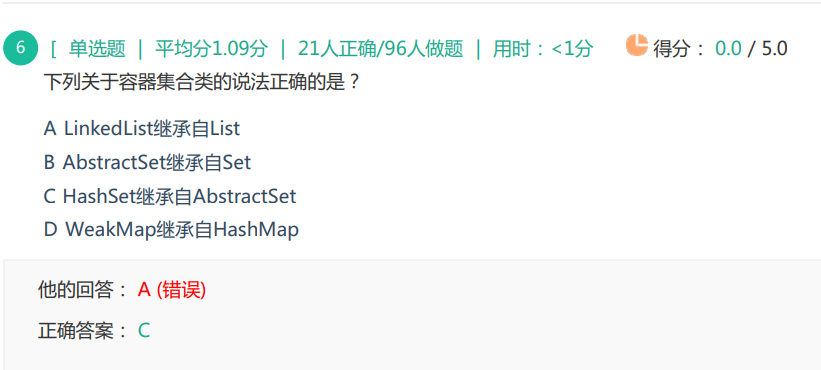 6 [ 单选题 | 平均分1.09分 | 21人正确/96人做题 | 用时：<1分 得分： 0.0 / 5.0
下列关于容器集合类的说法正确的是？
A LinkedList继承自List
B AbstractSet继承自Set
C HashSet继承自AbstractSet
D WeakMap继承自HashMap
他的回答： A (错误)
正确答案： C